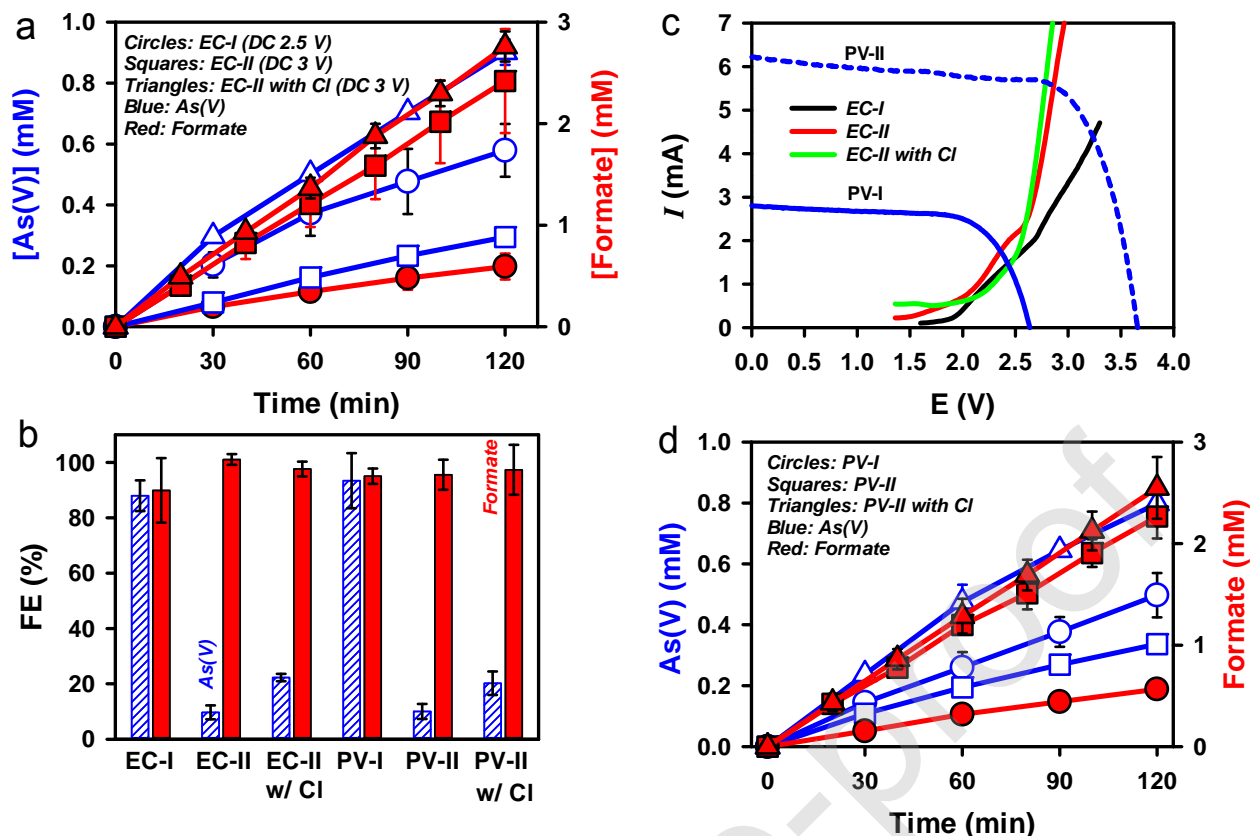 a
1.0
0.8
0.6
0.4
0.2
0.0
[As(V)] (mM)
3
2
1
0
[Formate] (mM)
Circles: EC-I (DC 2.5 V)
Squares: EC-II (DC 3 V)
Triangles: EC-II with Cl (DC 3 V)
Blue: As(V)
Red: Formate
0 30 60 90 120
Time (min)
b
100
80
60
40
20
0
FE (%)
As(V)
Formate
EC-I EC-II EC-II PV-I PV-II PV-II
w/ Cl w/ Cl
c
7
6
5
4
3
2
1
0
I (mA)
PV-II
EC-I
EC-II
EC-II with Cl
PV-I
0.0 0.5 1.0 1.5 2.0 2.5 3.0 3.5 4.0
E (V)
d
1.0
0.8
0.6
0.4
0.2
0.0
As(V) (mM)
3
2
1
0
Formate (mM)
Circles: PV-I
Squares: PV-II
Triangles: PV-II with Cl
Blue: As(V)
Red: Formate
0 30 60 90 120
Time (min)
e-proof